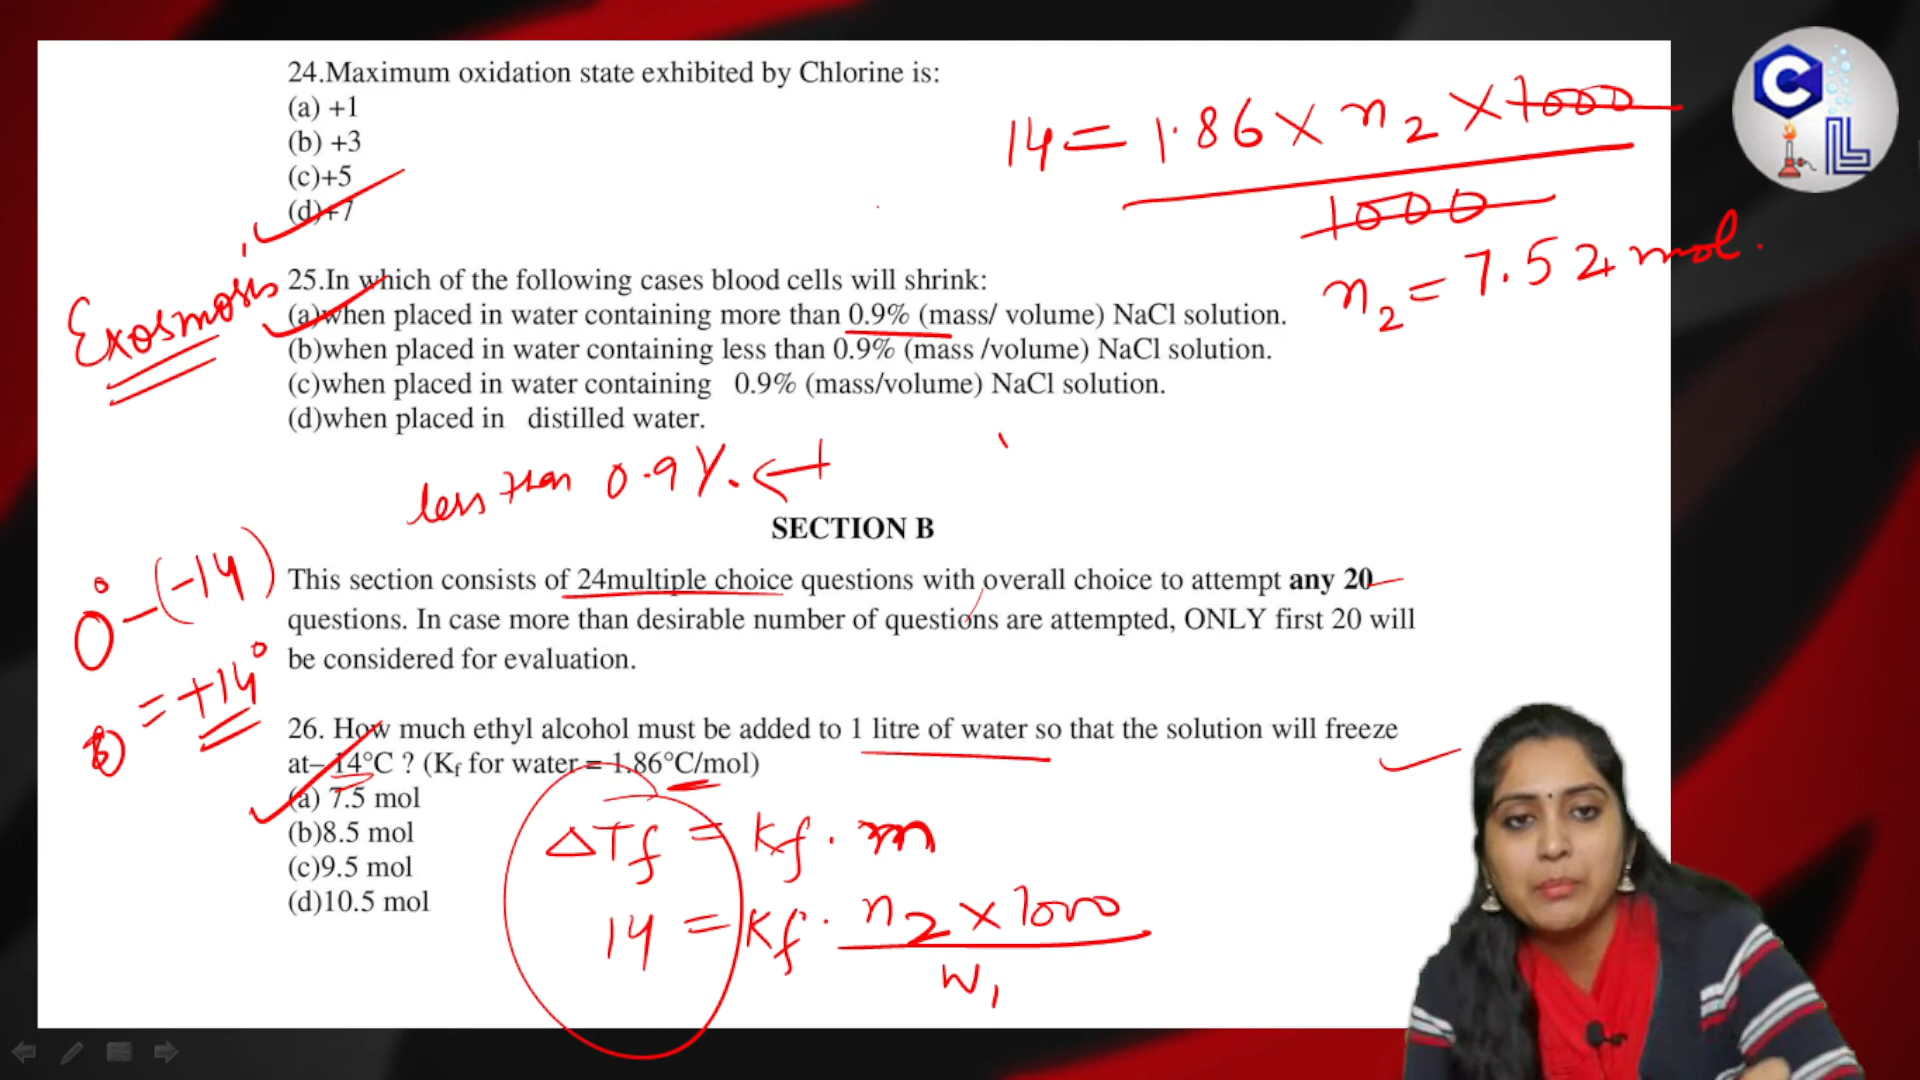 24.Maximum oxidation state exhibited by Chlorine is:
(a) +1
(b) +3
(c)+5
(d)+7
14 = 1.86 × n2 × 1000
1000
n2 = 7.52 mol.
Exosmosis
25.In which of the following cases blood cells will shrink:
(a)when placed in water containing more than 0.9% (mass/ volume) NaCl solution.
(b)when placed in water containing less than 0.9% (mass /volume) NaCl solution.
(c)when placed in water containing 0.9% (mass/volume) NaCl solution.
(d)when placed in distilled water.
less than 0.9%.
SECTION B
0° - (-14)
= +14°
This section consists of 24multiple choice questions with overall choice to attempt any 20
questions. In case more than desirable number of questions are attempted, ONLY first 20 will
be considered for evaluation.
26. How much ethyl alcohol must be added to 1 litre of water so that the solution will freeze
at– 14°C ? (Kf for water = 1.86°C/mol)
(a) 7.5 mol
(b)8.5 mol
(c)9.5 mol
(d)10.5 mol
ΔTf = Kf . m
14 = Kf . n2 × 1000
W1
C
L